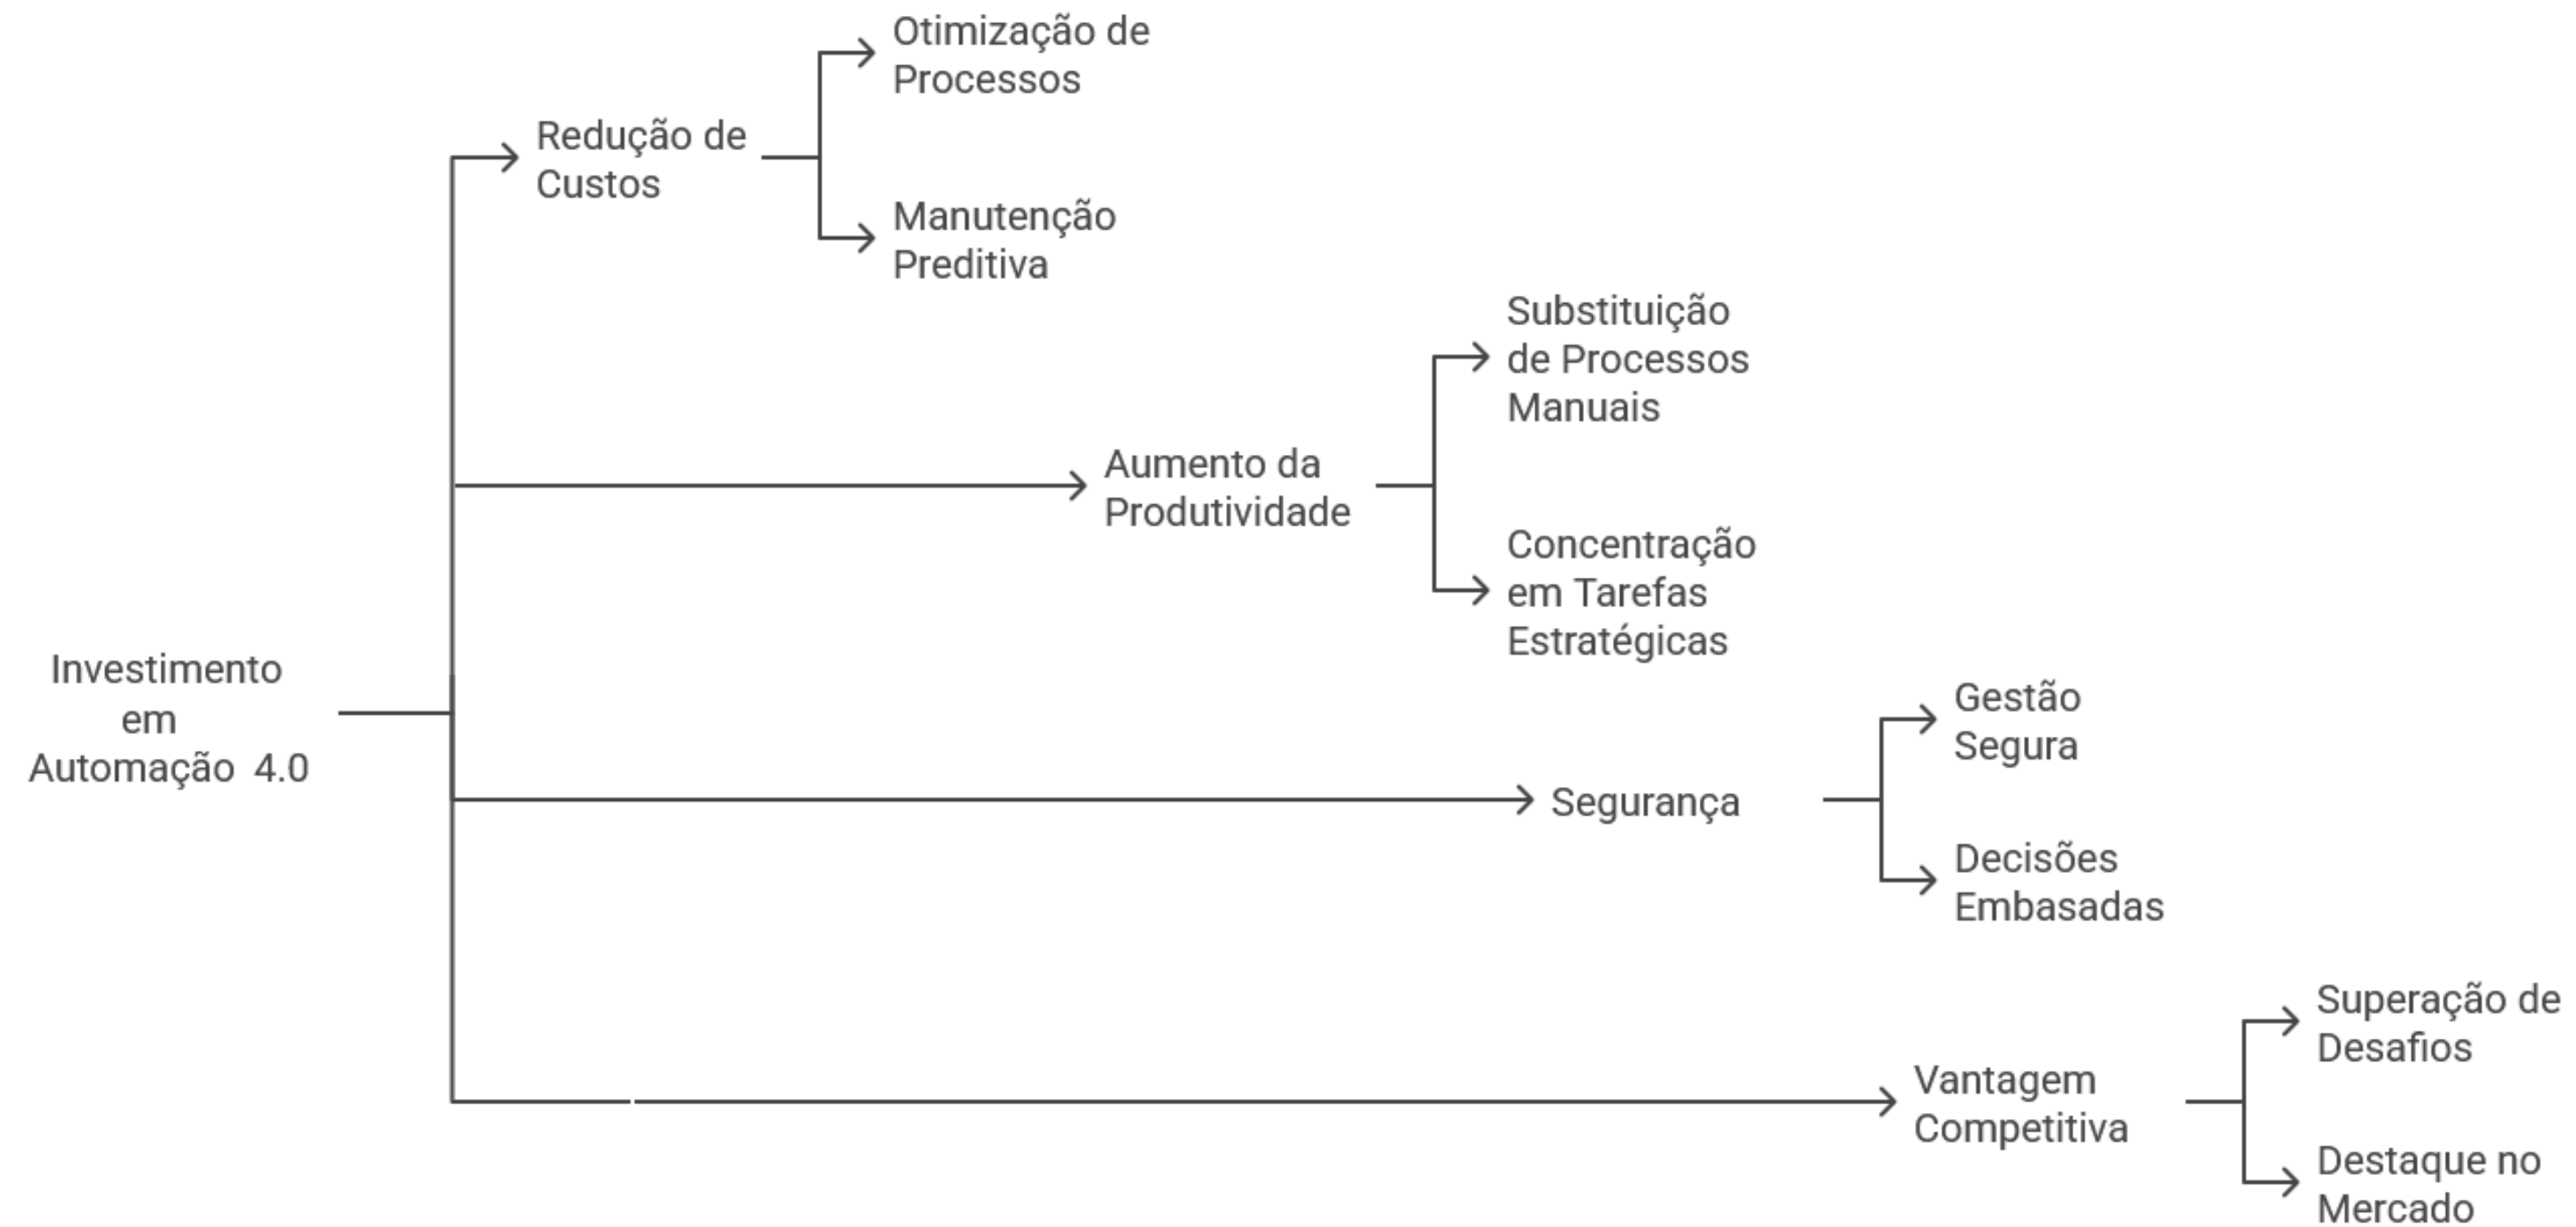 Otimização de
Processos
Redução de
Custos
Manutenção
Preditiva
Substituição
de Processos
Manuais
Aumento da
Produtividade
Concentração
em Tarefas
Estratégicas
Investimento
em
Automação 4.0
Gestão
Segura
Segurança
Decisões
Embasadas
Superação de
Desafios
Vantagem
Competitiva
Destaque no
Mercado